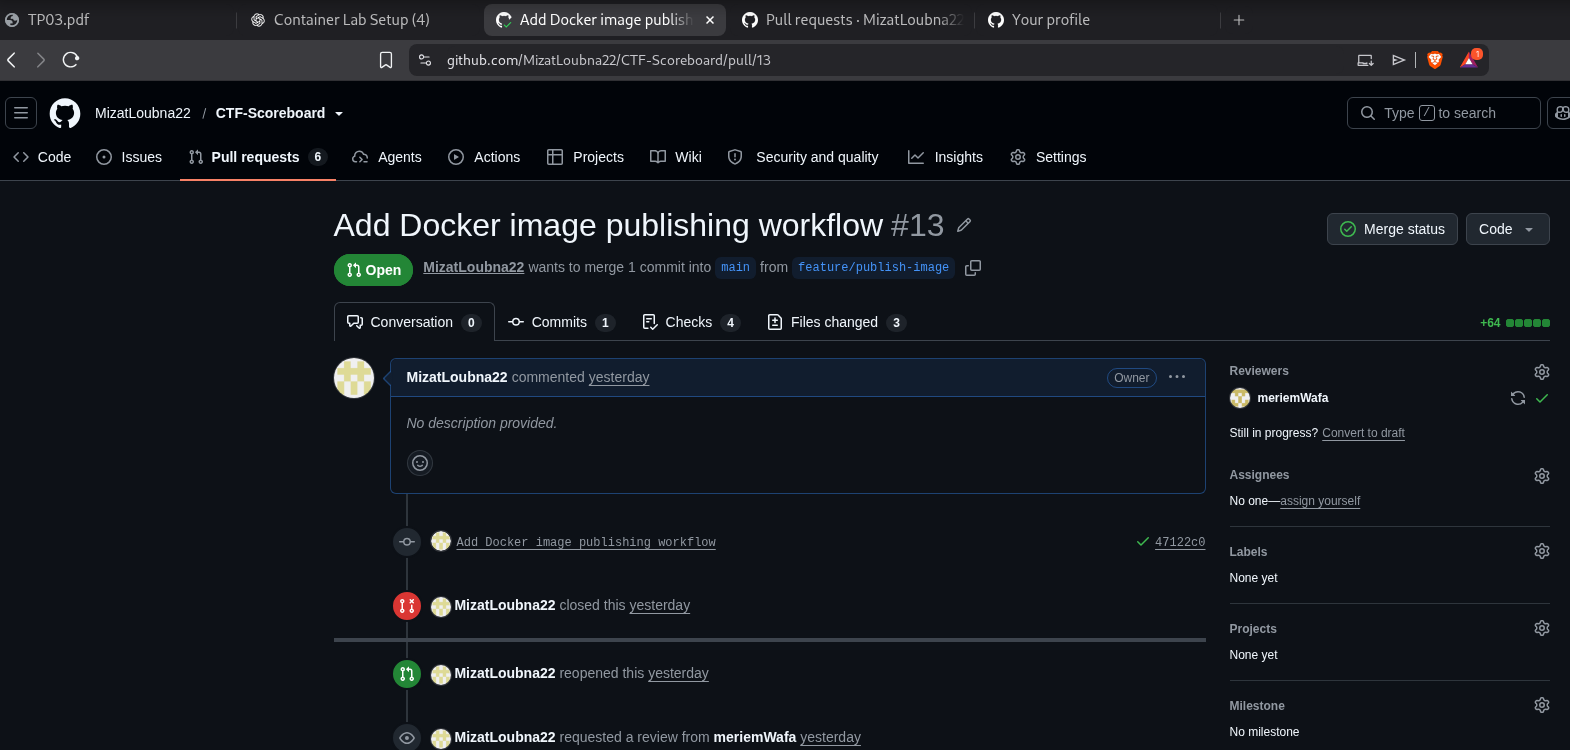 TP03.pdf
Container Lab Setup (4)
Add Docker image publish
Pull requests · MizatLoubna22
Your profile
github.com/MizatLoubna22/CTF-Scoreboard/pull/13
1
MizatLoubna22 / CTF-Scoreboard
Type / to search
Code
Issues
Pull requests 6
Agents
Actions
Projects
Wiki
Security and quality
Insights
Settings
Add Docker image publishing workflow #13
Merge status
Code
Open
MizatLoubna22 wants to merge 1 commit into main from feature/publish-image
Conversation 0
Commits 1
Checks 4
Files changed 3
+64
MizatLoubna22 commented yesterday
Owner
No description provided.
Add Docker image publishing workflow
47122c0
MizatLoubna22 closed this yesterday
MizatLoubna22 reopened this yesterday
MizatLoubna22 requested a review from meriemWafa yesterday
Reviewers
meriemWafa
Still in progress? Convert to draft
Assignees
No one—assign yourself
Labels
None yet
Projects
None yet
Milestone
No milestone